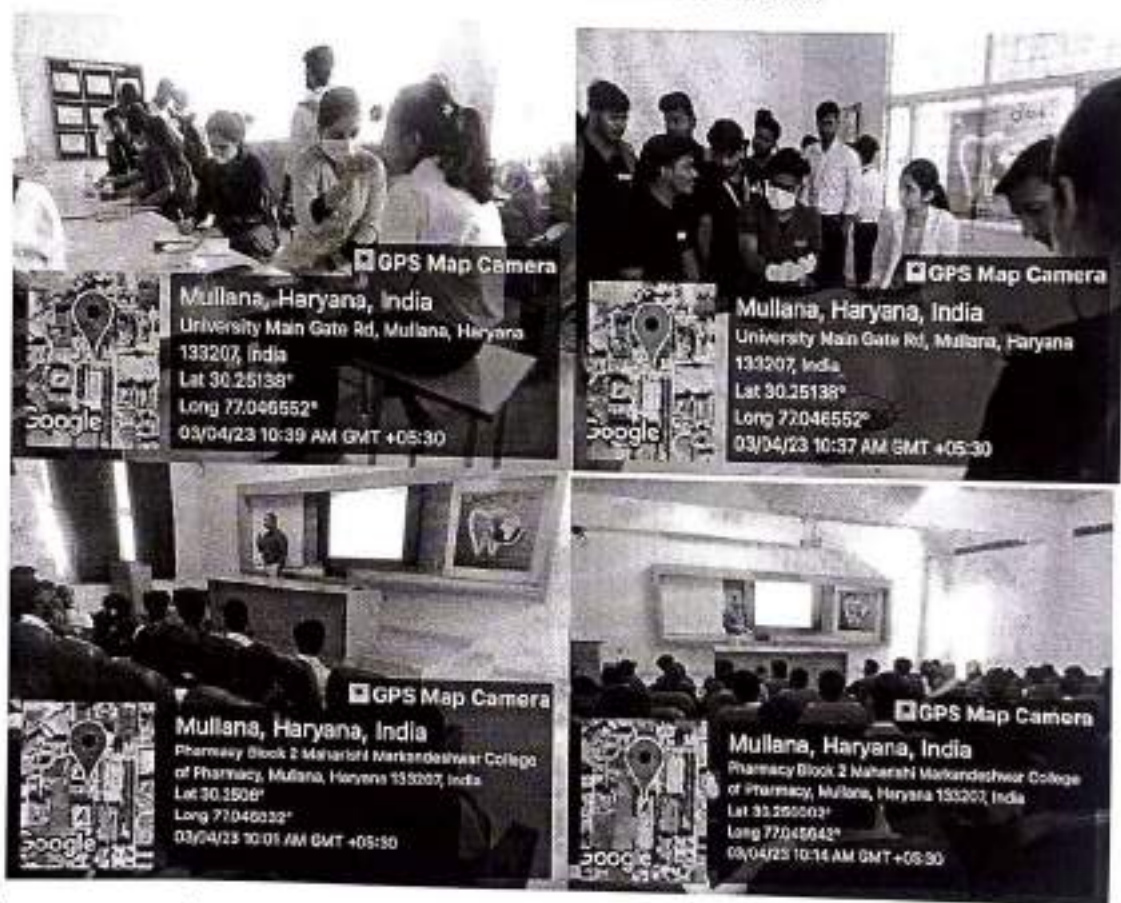 GPS Map Camera
Mullana, Haryana, India
University Main Gate Rd, Mullana, Haryana
133207, India
Lat 30.25138°
Long 77.046552°
03/04/23 10:39 AM GMT +05:30
Google
GPS Map Camera
Mullana, Haryana, India
University Main Gate Rd, Mullana, Haryana
133207, India
Lat 30.25138°
Long 77.046552°
03/04/23 10:37 AM GMT +05:30
Google
GPS Map Camera
Mullana, Haryana, India
Pharmacy Block 2 Maharishi Markandeshwar College
of Pharmacy, Mullana, Haryana 133207, India
Lat 30.2506°
Long
03/04/23 10:01 AM GMT +05:30
Google
GPS Map Camera
Mullana, Haryana, India
Pharmacy Block 2 Maharishi Markandeshwar College
of Pharmacy, Mullana, Haryana 133207, India
Lat
Long
03/04/23 10:14 AM GMT +05:30
Google